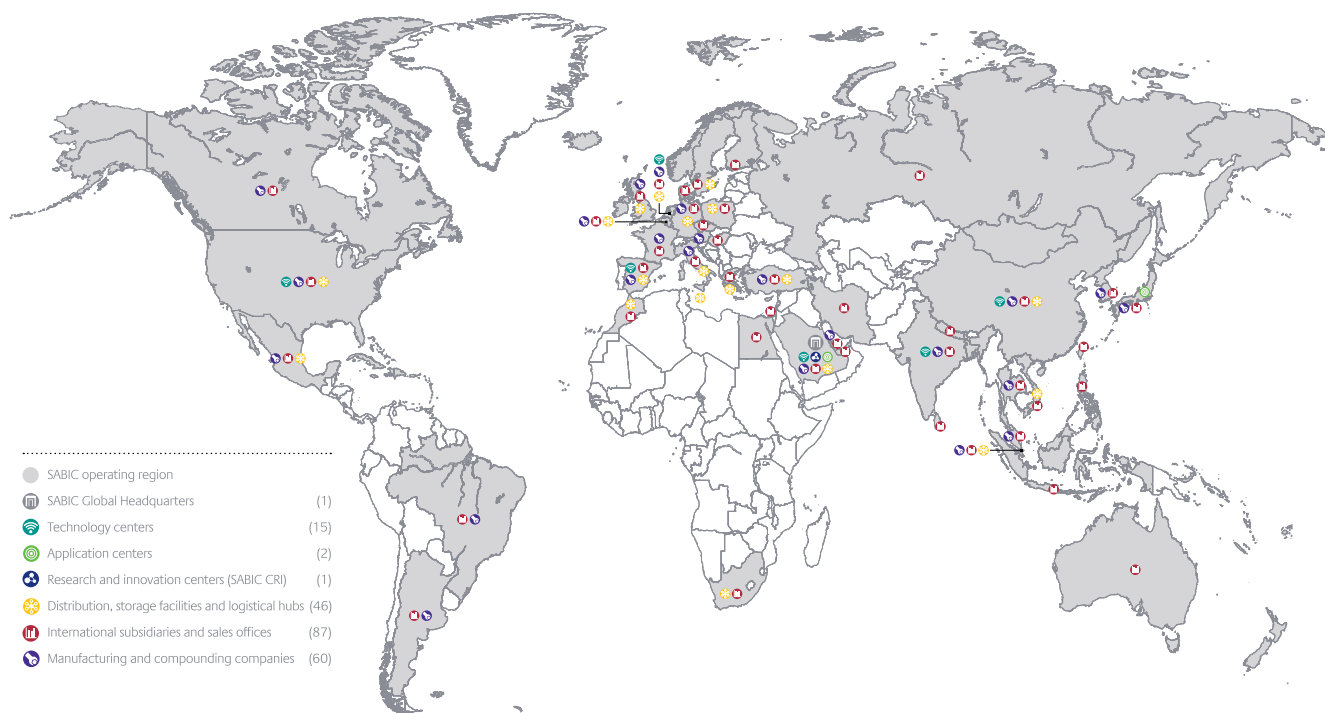 SABIC operating region
SABIC Global Headquarters (1)
Technology centers (15)
Application centers (2)
Research and innovation centers (SABIC CRI) (1)
Distribution, storage facilities and logistical hubs (46)
International subsidiaries and sales offices (87)
Manufacturing and compounding companies (60)